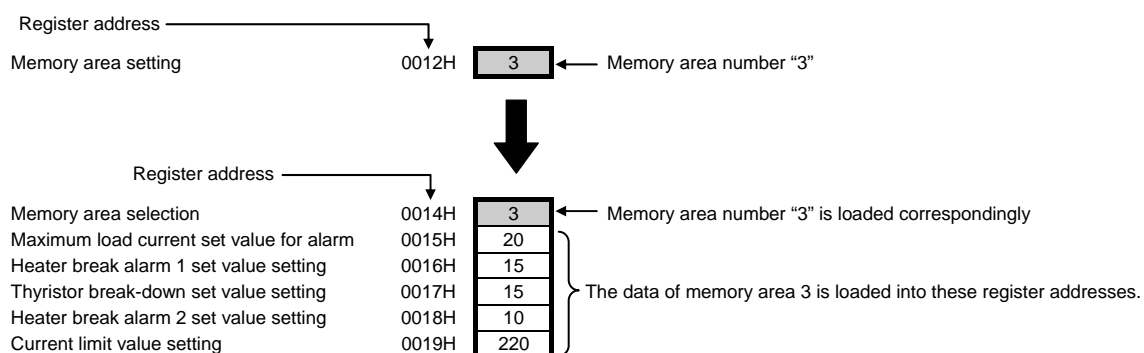 Register address
Memory area setting 0012H 3 Memory area number “3”
Register address
Memory area selection 0014H 3 Memory area number “3” is loaded correspondingly
Maximum load current set value for alarm 0015H 20
Heater break alarm 1 set value setting 0016H 15
Thyristor break-down set value setting 0017H 15 The data of memory area 3 is loaded into these register addresses.
Heater break alarm 2 set value setting 0018H 10
Current limit value setting 0019H 220